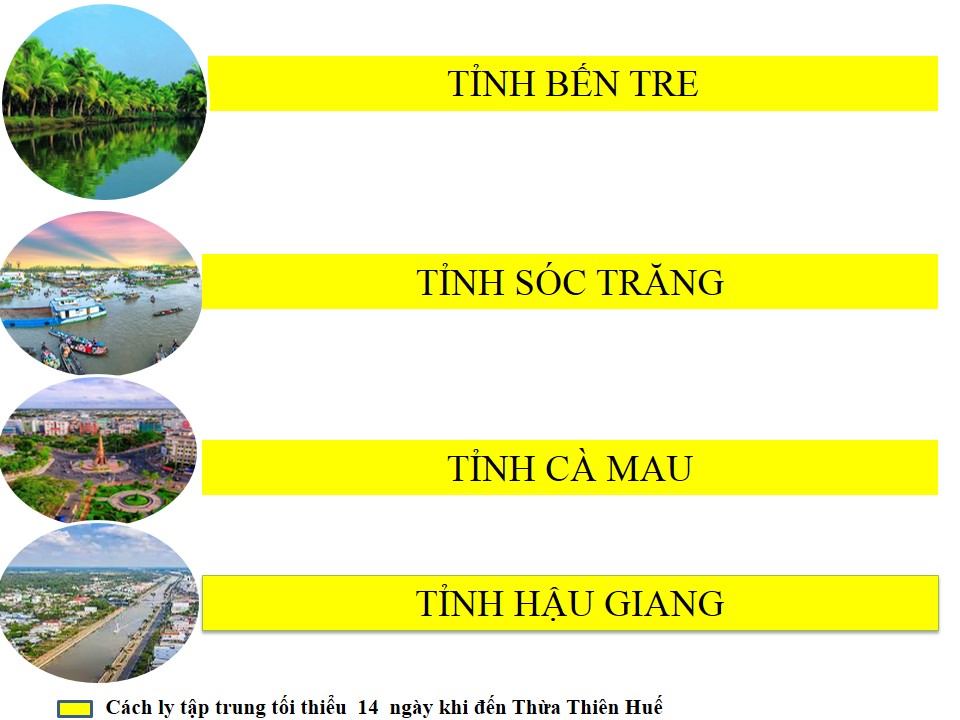 TỈNH BẾN TRE
TỈNH SÓC TRĂNG
TỈNH CÀ MAU
TỈNH HẬU GIANG
Cách ly tập trung tối thiểu 14 ngày khi đến Thừa Thiên Huế